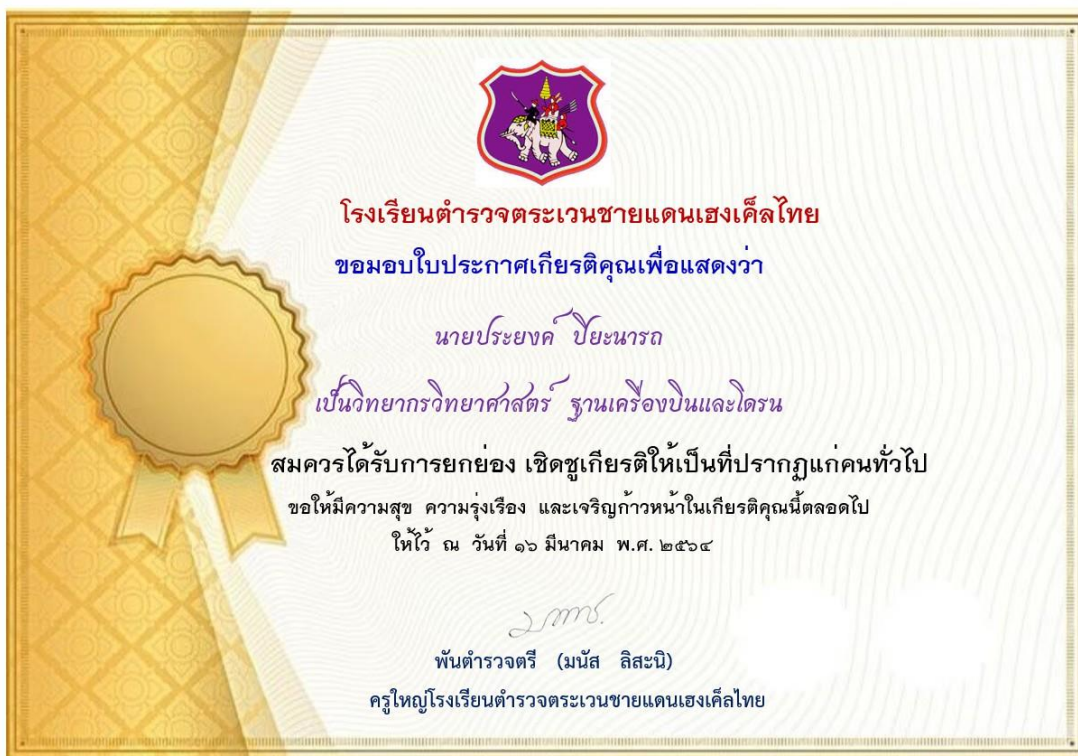 โรงเรียนตำรวจตระเวนชายแดนเฮงเค็ลไทย
ขอมอบใบประกาศเกียรติคุณเพื่อแสดงว่า
นายประยงค์ ปิยะนารถ
เป็นวิทยากรวิทยาศาสตร์ ฐานเครื่องบินและโดรน
สมควรได้รับการยกย่อง เชิดชูเกียรติให้เป็นที่ปรากฏแก่คนทั่วไป
ขอให้มีความสุข ความรุ่งเรือง และเจริญก้าวหน้าในเกียรติคุณนี้ตลอดไป
ให้ไว้ ณ วันที่ ๑๖ มีนาคม พ.ศ. ๒๕๖๔
พันตำรวจตรี (มนัส ลิสะนิ)
ครูใหญ่โรงเรียนตำรวจตระเวนชายแดนเฮงเค็ลไทย